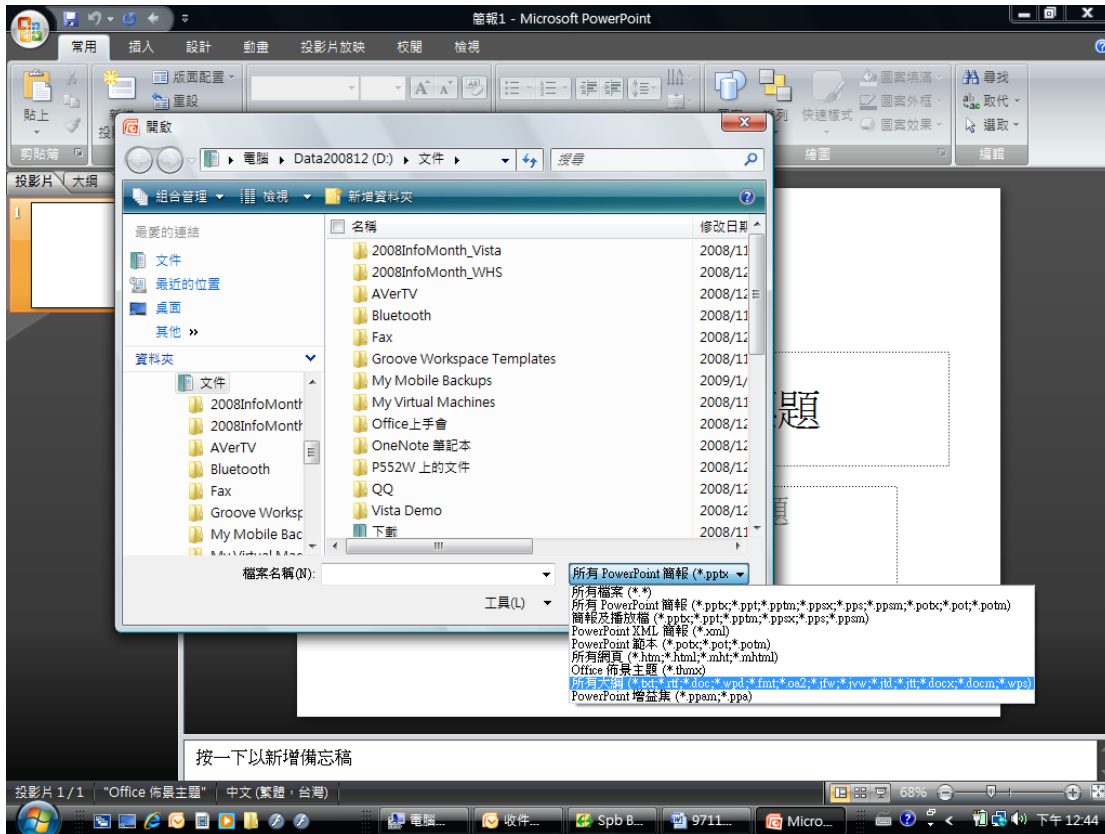 簡報1 - Microsoft PowerPoint
常用 插入 設計 動畫 投影片放映 校閱 檢視
貼上
剪貼簿
版面配置
重設
快速樣式
圖案填滿
圖案外框
圖案效果
繪圖
尋找
取代
選取
編輯
投影片 大綱
1
開啟
電腦 ▸ Data200812 (D:) ▸ 文件 ▸
搜尋
組合管理 檢視 新增資料夾
最愛的連結
文件
最近的位置
桌面
其他 »
資料夾
文件
2008InfoMonth
2008InfoMonth
AVerTV
Bluetooth
Fax
Groove Worksp
My Mobile Bac
My Virtual Mac
名稱 修改日期
2008InfoMonth_Vista 2008/11
2008InfoMonth_WHS 2008/12
AVerTV 2008/12
Bluetooth 2008/11
Fax 2008/12
Groove Workspace Templates 2008/11
My Mobile Backups 2009/1/
My Virtual Machines 2008/11
Office上手會 2008/12
OneNote 筆記本 2008/12
P552W 上的文件 2008/12
QQ 2008/12
Vista Demo 2008/12
下載 2008/11
檔案名稱(N):
所有 PowerPoint 簡報 (*.pptx
工具(L)
所有檔案 (*.*)
所有 PowerPoint 簡報 (*.pptx;*.ppt;*.pptm;*.ppsx;*.pps;*.ppsm;*.potx;*.pot;*.potm)
簡報及播放檔 (*.pptx;*.ppt;*.pptm;*.ppsx;*.pps;*.ppsm)
PowerPoint XML 簡報 (*.xml)
PowerPoint 範本 (*.potx;*.pot;*.potm)
所有網頁 (*.htm;*.html;*.mht;*.mhtml)
Office 佈景主題 (*.thmx)
所有大綱 (*.txt;*.rtf;*.doc;*.wpd;*.fmt;*.oa2;*.jfw;*.jvw;*.jtd;*.jtt;*.docx;*.docm;*.wps)
PowerPoint 增益集 (*.ppam;*.ppa)
題
題
按一下以新增備忘稿
投影片 1 / 1 "Office 佈景主題" 中文 (繁體，台灣) 68%
電腦... 收件... Spb B... 9711... Micro... 下午 12:44